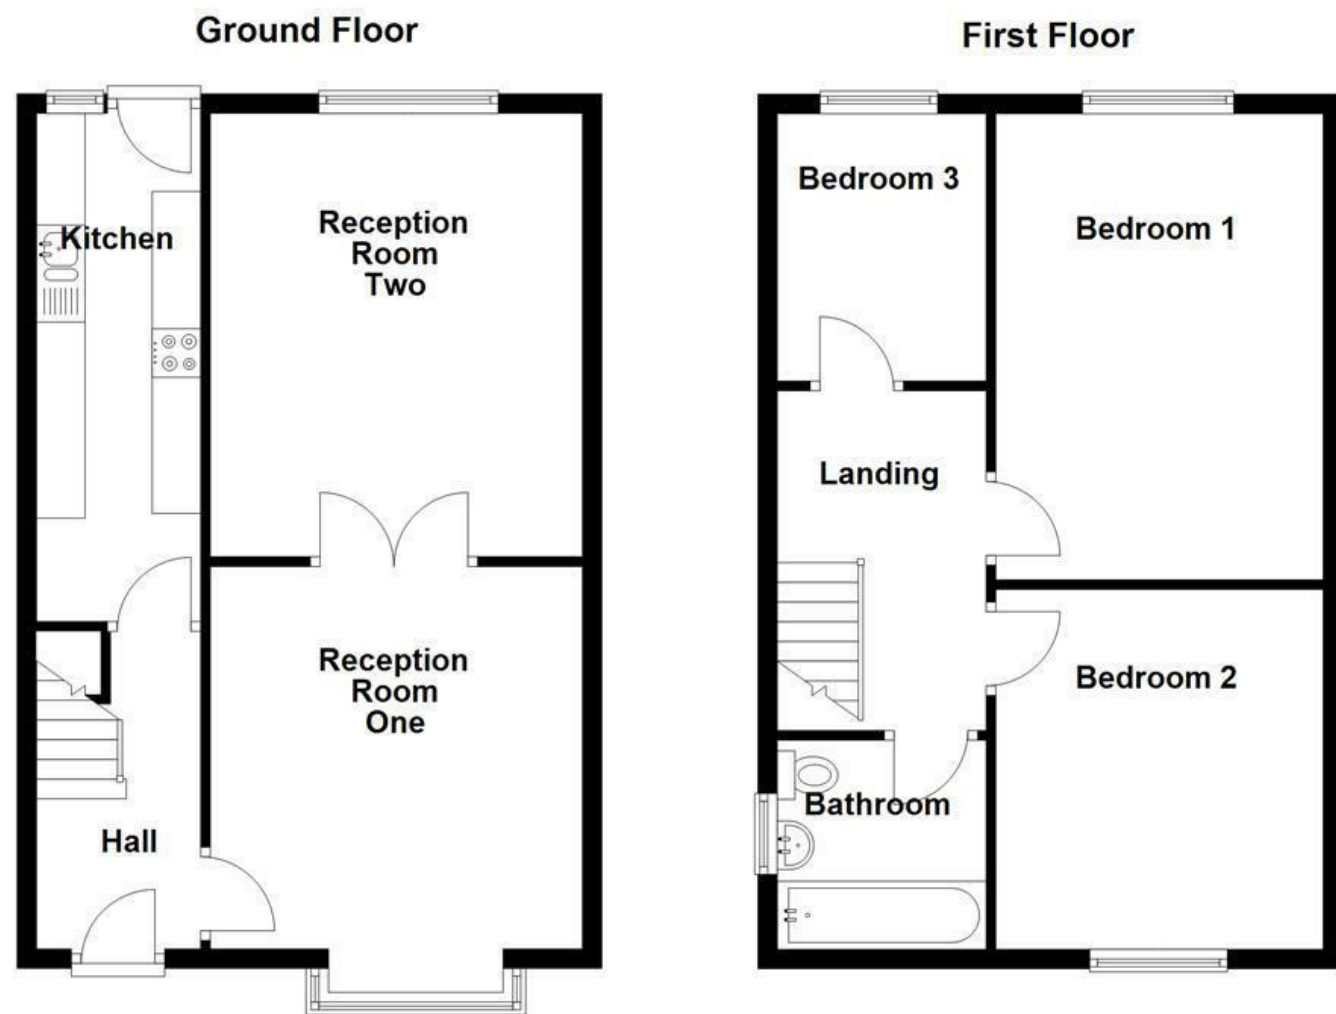 Ground Floor
Kitchen
Reception
Room
Two
Reception
Room
One
Hall
First Floor
Bedroom 3
Bedroom 1
Landing
Bedroom 2
Bathroom